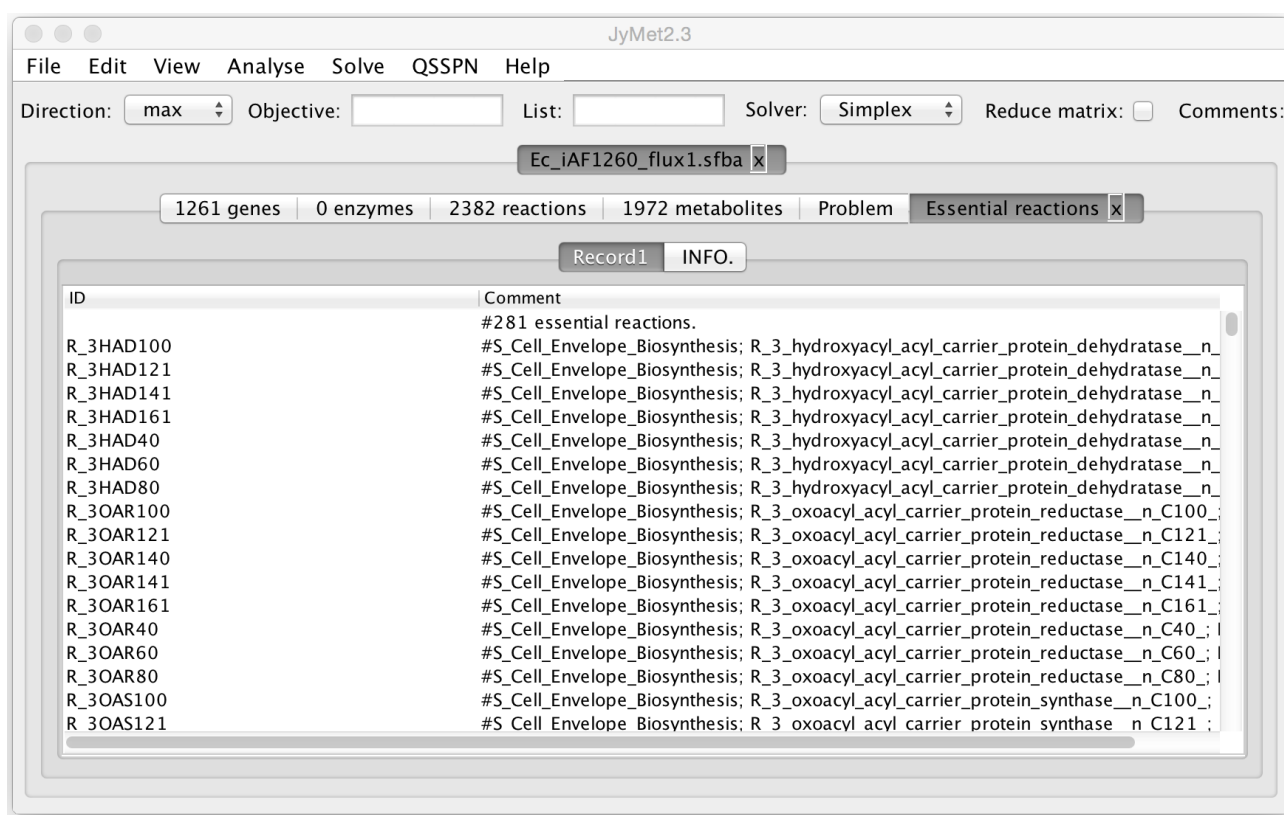 JyMet2.3
File Edit View Analyse Solve QSSPN Help
Direction: max Objective: List: Solver: Simplex Reduce matrix: Comments:
Ec_iAF1260_flux1.sfba x
1261 genes 0 enzymes 2382 reactions 1972 metabolites Problem Essential reactions x
Record1 INFO.
ID Comment
#281 essential reactions.
R_3HAD100 #S_Cell_Envelope_Biosynthesis; R_3_hydroxyacyl_acyl_carrier_protein_dehydratase__n_
R_3HAD121 #S_Cell_Envelope_Biosynthesis; R_3_hydroxyacyl_acyl_carrier_protein_dehydratase__n_
R_3HAD141 #S_Cell_Envelope_Biosynthesis; R_3_hydroxyacyl_acyl_carrier_protein_dehydratase__n_
R_3HAD161 #S_Cell_Envelope_Biosynthesis; R_3_hydroxyacyl_acyl_carrier_protein_dehydratase__n_
R_3HAD40 #S_Cell_Envelope_Biosynthesis; R_3_hydroxyacyl_acyl_carrier_protein_dehydratase__n_
R_3HAD60 #S_Cell_Envelope_Biosynthesis; R_3_hydroxyacyl_acyl_carrier_protein_dehydratase__n_
R_3HAD80 #S_Cell_Envelope_Biosynthesis; R_3_hydroxyacyl_acyl_carrier_protein_dehydratase__n_
R_3OAR100 #S_Cell_Envelope_Biosynthesis; R_3_oxoacyl_acyl_carrier_protein_reductase__n_C100_;
R_3OAR121 #S_Cell_Envelope_Biosynthesis; R_3_oxoacyl_acyl_carrier_protein_reductase__n_C121_;
R_3OAR140 #S_Cell_Envelope_Biosynthesis; R_3_oxoacyl_acyl_carrier_protein_reductase__n_C140_;
R_3OAR141 #S_Cell_Envelope_Biosynthesis; R_3_oxoacyl_acyl_carrier_protein_reductase__n_C141_;
R_3OAR161 #S_Cell_Envelope_Biosynthesis; R_3_oxoacyl_acyl_carrier_protein_reductase__n_C161_;
R_3OAR40 #S_Cell_Envelope_Biosynthesis; R_3_oxoacyl_acyl_carrier_protein_reductase__n_C40_;
R_3OAR60 #S_Cell_Envelope_Biosynthesis; R_3_oxoacyl_acyl_carrier_protein_reductase__n_C60_;
R_3OAR80 #S_Cell_Envelope_Biosynthesis; R_3_oxoacyl_acyl_carrier_protein_reductase__n_C80_;
R_3OAS100 #S_Cell_Envelope_Biosynthesis; R_3_oxoacyl_acyl_carrier_protein_synthase__n_C100_;
R_3OAS121 #S_Cell_Envelope_Biosynthesis; R_3_oxoacyl_acyl_carrier_protein_synthase__n_C121_;